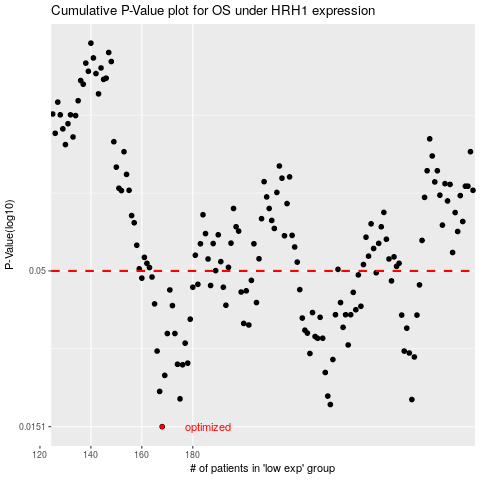 Cumulative P-Value plot for OS under HRH1 expression
P-Value(log10)
0.05
0.0151
optimized
120 140 160 180
# of patients in 'low exp' group